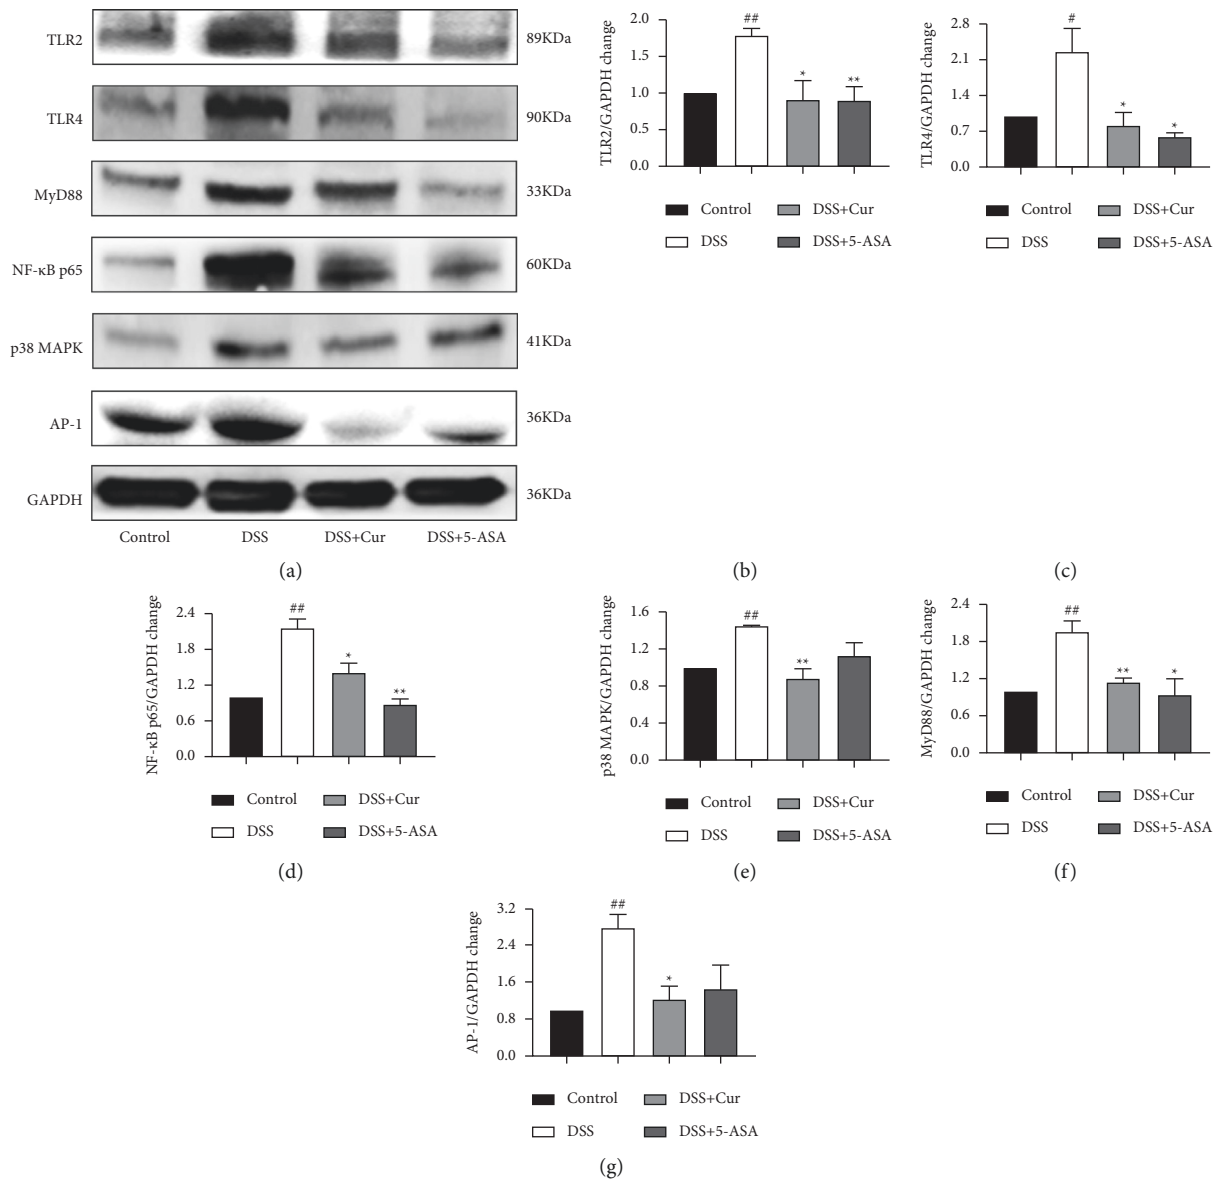 TLR2 89KDa
TLR4 90KDa
MyD88 33KDa
NF-κB p65 60KDa
p38 MAPK 41KDa
AP-1 36KDa
GAPDH 36KDa
Control DSS DSS+Cur DSS+5-ASA
(a)
TLR2/GAPDH change
2.0
1.5
1.0
0.5
0.0
##
*
**
Control DSS+Cur
DSS DSS+5-ASA
(b)
TLR4/GAPDH change
2.8
2.1
1.4
0.7
0.0
#
*
*
Control DSS+Cur
DSS DSS+5-ASA
(c)
NF-κB p65/GAPDH change
2.4
1.8
1.2
0.6
0.0
##
*
**
Control DSS+Cur
DSS DSS+5-ASA
(d)
p38 MAPK/GAPDH change
1.6
1.2
0.8
0.4
0.0
##
**
Control DSS+Cur
DSS DSS+5-ASA
(e)
MyD88/GAPDH change
2.4
1.8
1.2
0.6
0.0
##
**
*
Control DSS+Cur
DSS DSS+5-ASA
(f)
AP-1/GAPDH change
3.2
2.4
1.6
0.8
0.0
##
*
Control DSS+Cur
DSS DSS+5-ASA
(g)